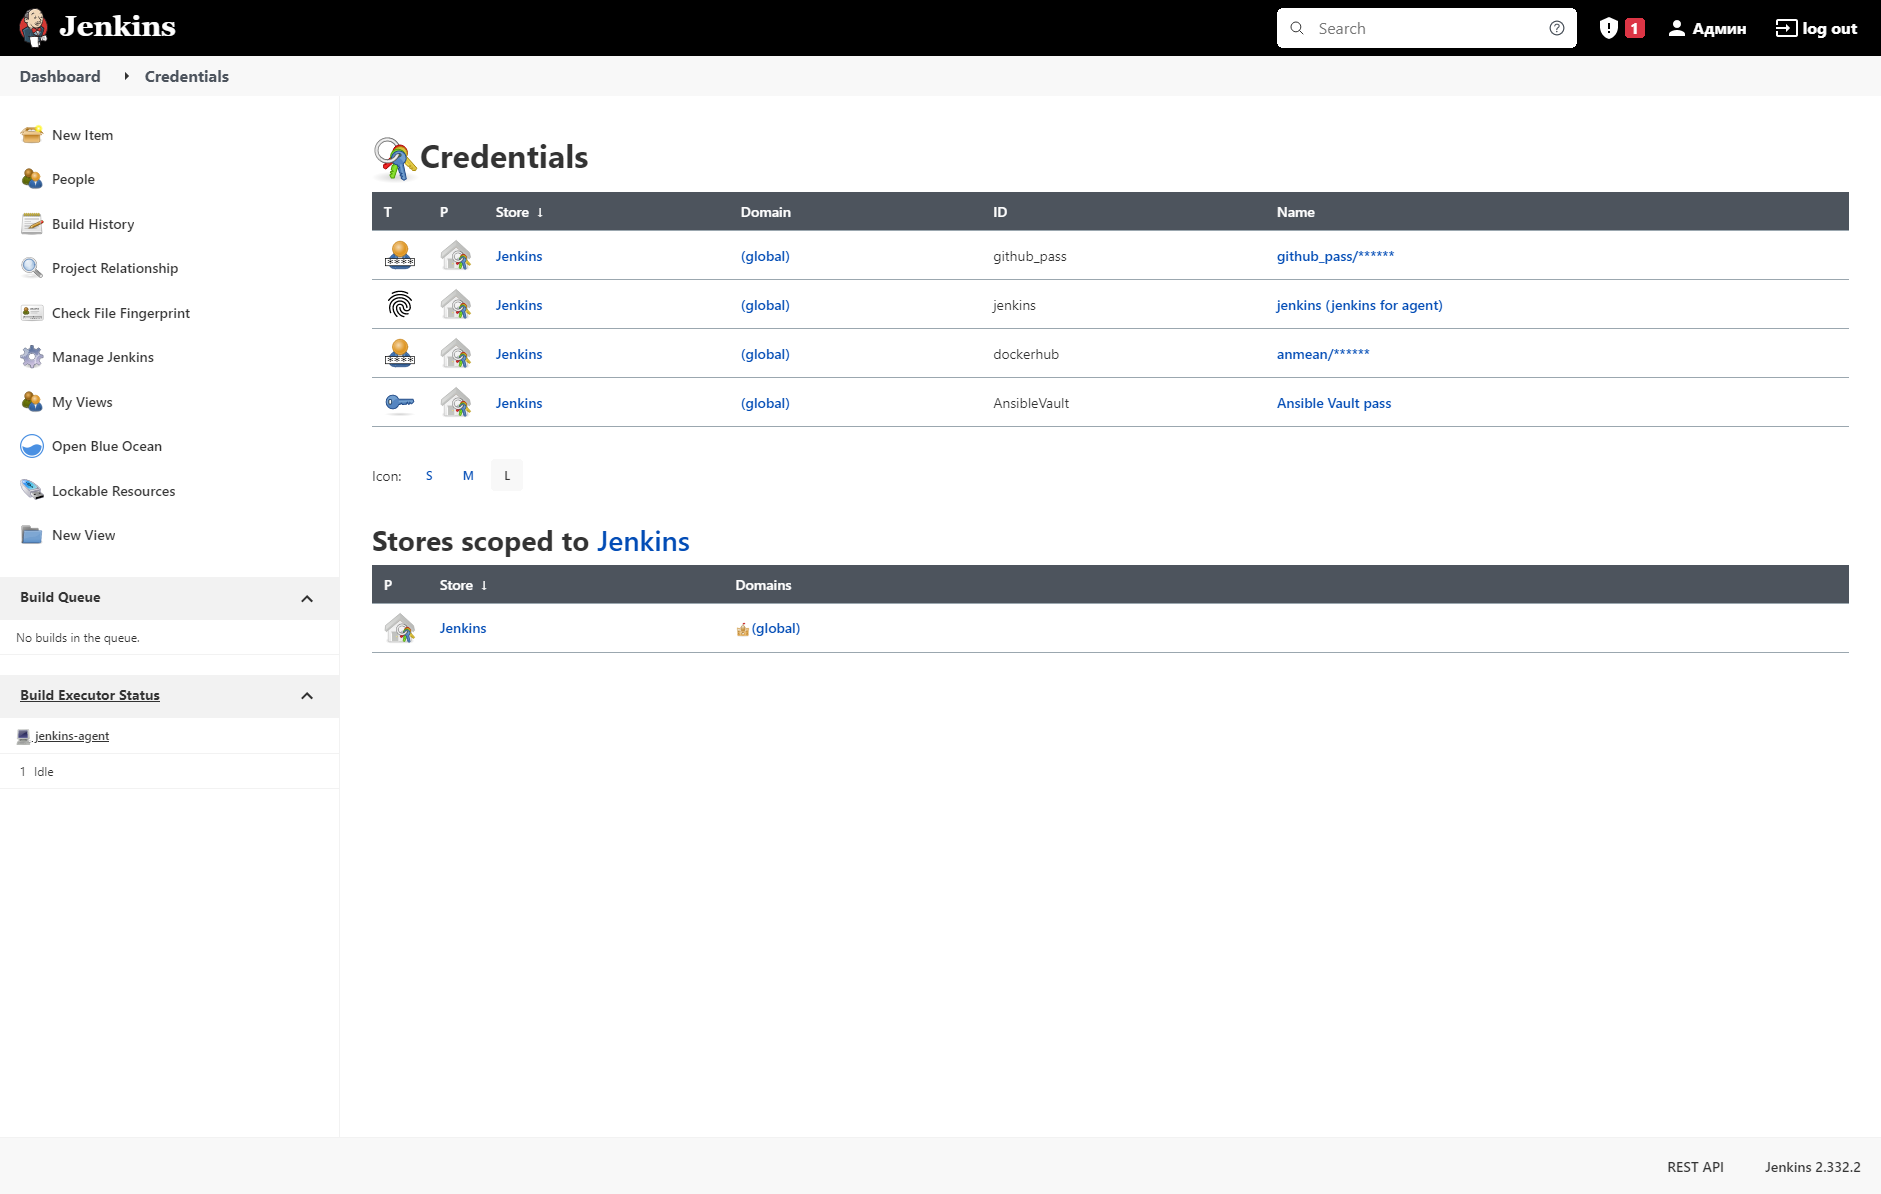 Jenkins
Search
1
Админ
log out
Dashboard
Credentials
New Item
People
Build History
Project Relationship
Check File Fingerprint
Manage Jenkins
My Views
Open Blue Ocean
Lockable Resources
New View
Build Queue
No builds in the queue.
Build Executor Status
jenkins-agent
1 Idle
Credentials
T P Store ↓ Domain ID Name
Jenkins (global) github_pass github_pass/******
Jenkins (global) jenkins jenkins (jenkins for agent)
Jenkins (global) dockerhub anmean/******
Jenkins (global) AnsibleVault Ansible Vault pass
Icon: S M L
Stores scoped to Jenkins
P Store ↓ Domains
Jenkins (global)
REST API Jenkins 2.332.2